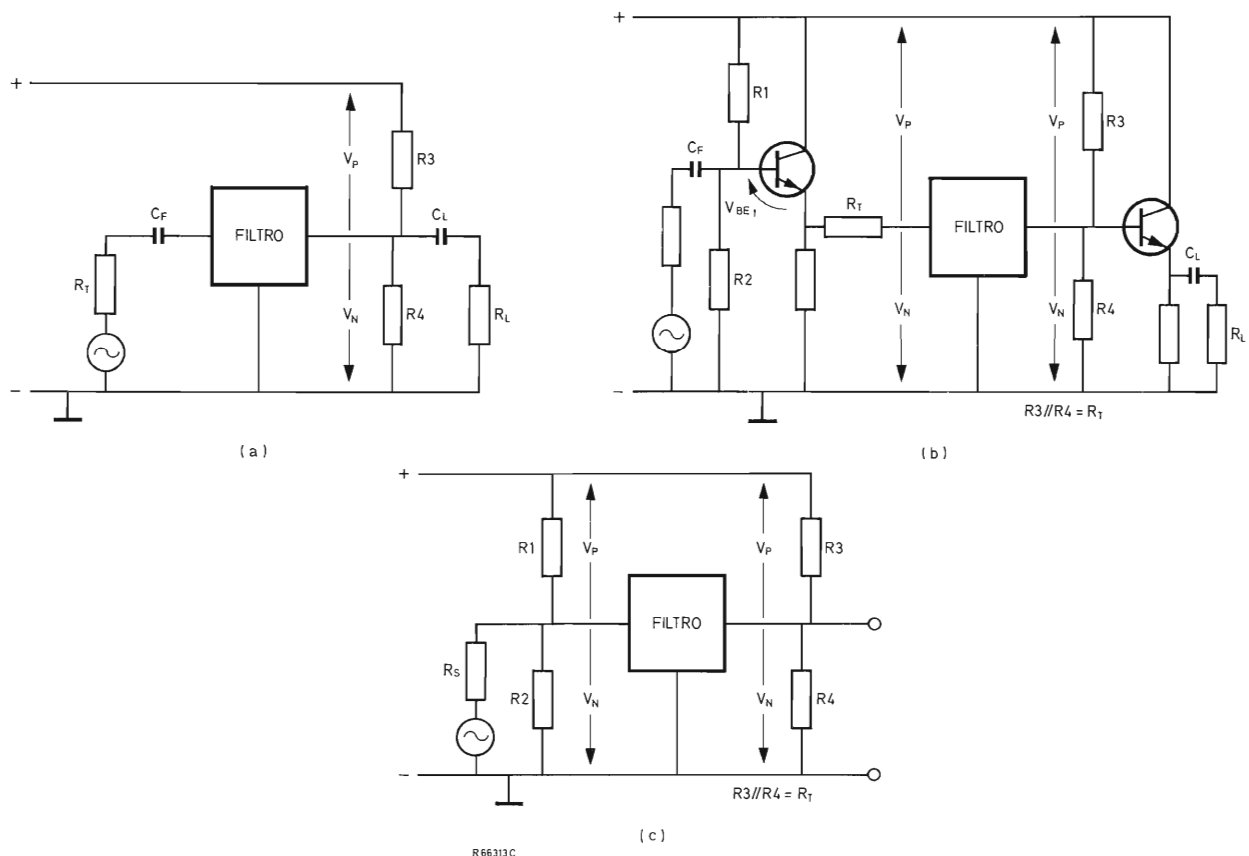 +
C_F
R_T
FILTRO
V_P
V_N
R3
R4
C_L
R_L
−
(a)
+
R1
C_F
V_BE1
R2
R_T
V_P
V_N
FILTRO
V_P
V_N
R3
R4
C_L
R_L
−
R3//R4 = R_T
(b)
+
R1
V_P
R_S
R2
V_N
FILTRO
V_P
V_N
R3
R4
−
R3//R4 = R_T
(c)
R66313C